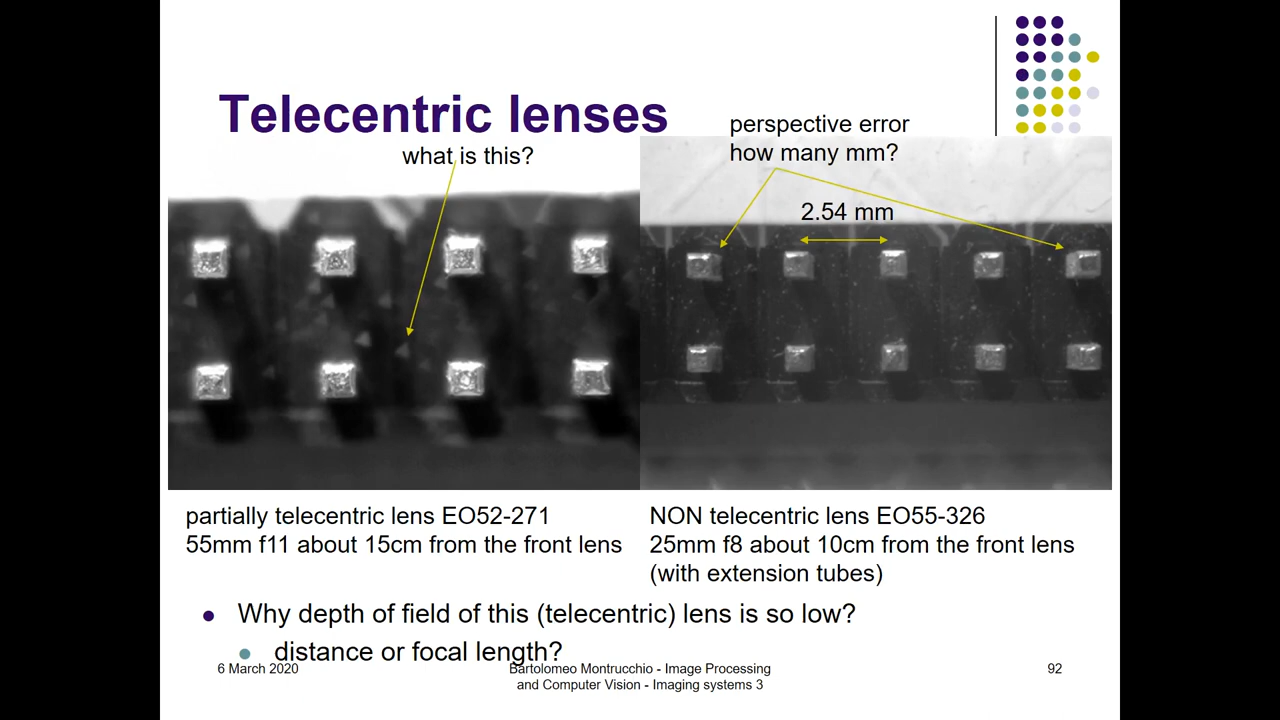 Telecentric lenses
what is this?
perspective error
how many mm?
2.54 mm
partially telecentric lens EO52-271
55mm f11 about 15cm from the front lens
NON telecentric lens EO55-326
25mm f8 about 10cm from the front lens
(with extension tubes)
Why depth of field of this (telecentric) lens is so low?
distance or focal length?
6 March 2020
Bartolomeo Montrucchio - Image Processing
and Computer Vision - Imaging systems 3
92